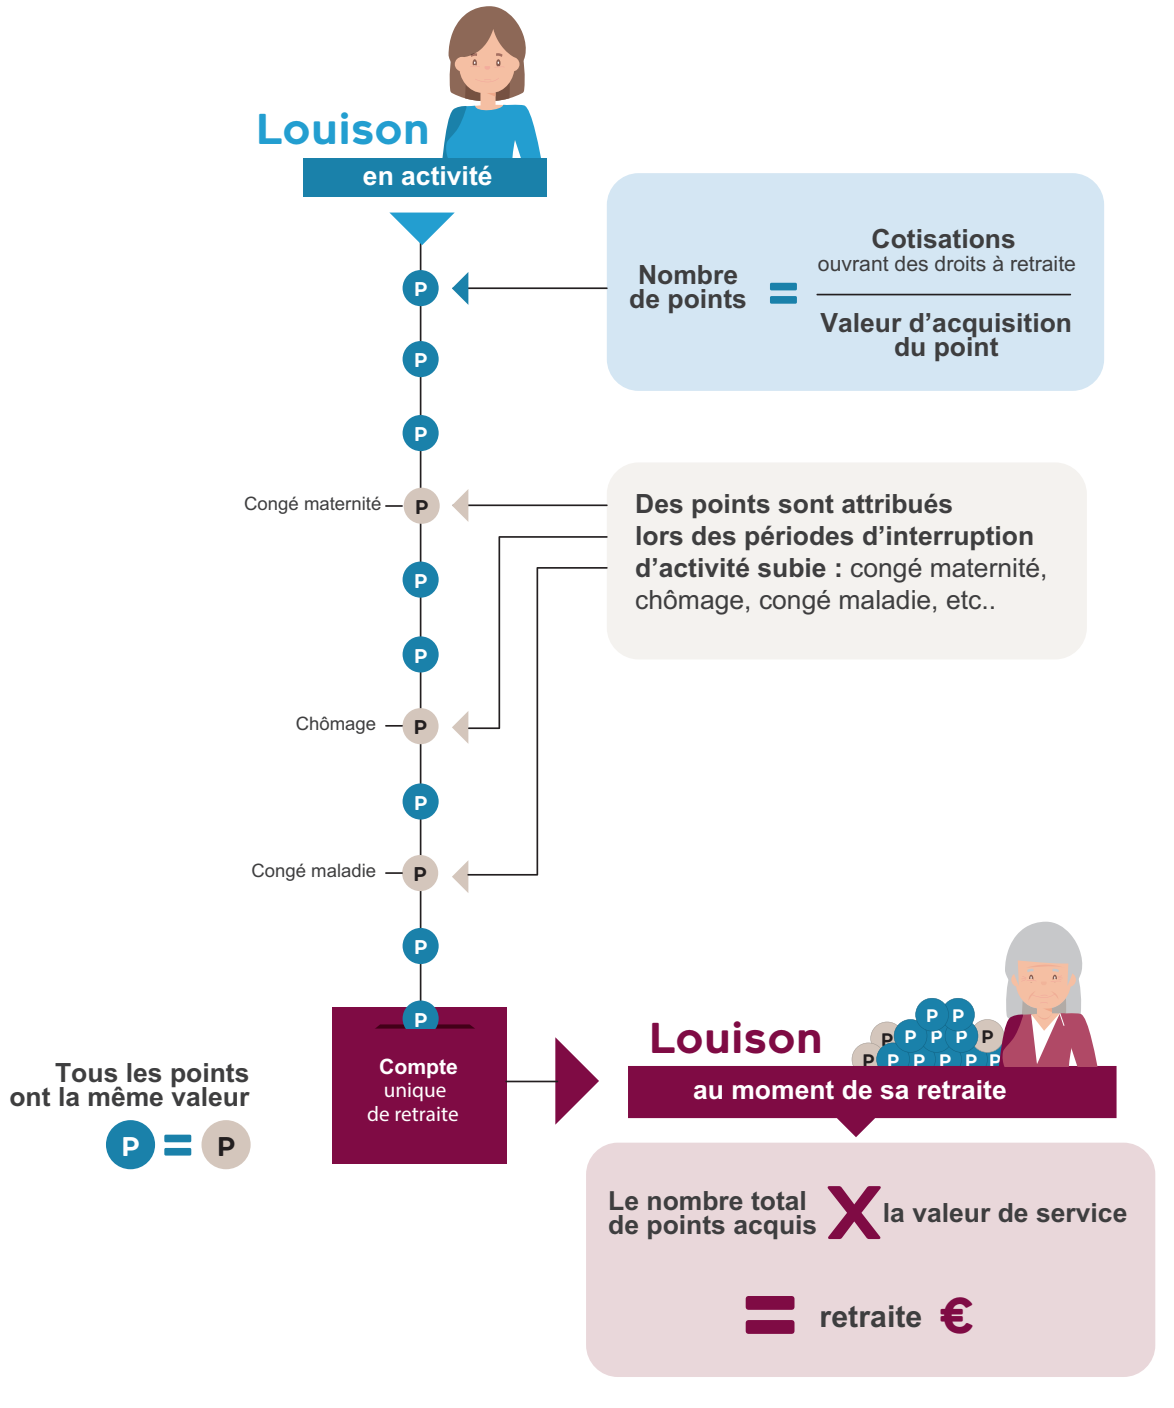 Louison
en activité
Nombre
de points
=
Cotisations
ouvrant des droits à retraite
Valeur d’acquisition
du point
P
P
P
Congé maternité
P
Des points sont attribués
lors des périodes d’interruption
d’activité subie : congé maternité,
chômage, congé maladie, etc..
P
P
Chômage
P
P
Congé maladie
P
P
P
Compte
unique
de retraite
Tous les points
ont la même valeur
P = P
Louison
P P
P P P P P
P P P P P P
au moment de sa retraite
Le nombre total
de points acquis
X
la valeur de service
= retraite €